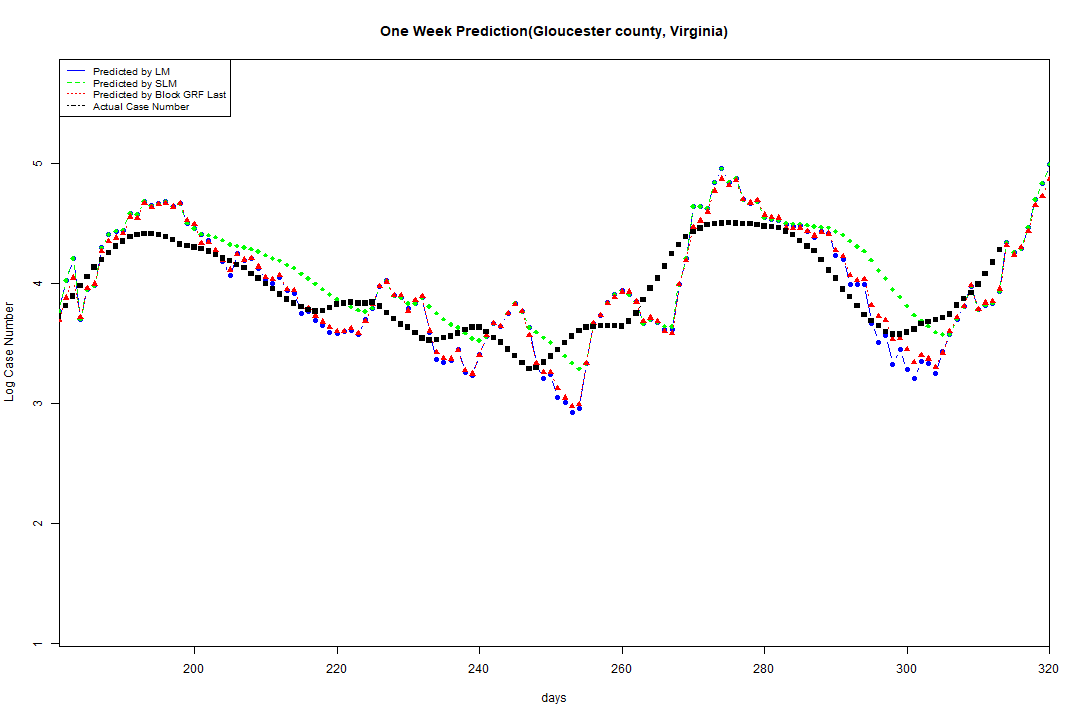 One Week Prediction(Gloucester county, Virginia)
Predicted by LM
Predicted by SLM
Predicted by Block GRF Last
Actual Case Number
5
4
3
2
1
Log Case Number
200 220 240 260 280 300 320
days